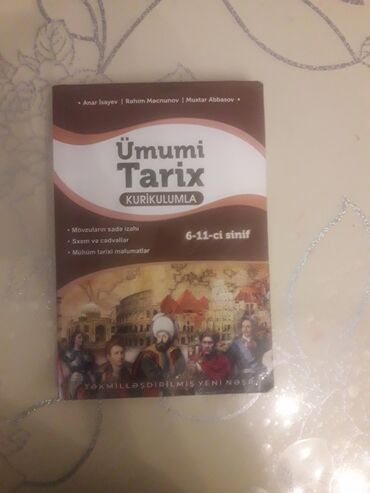 • Anar İsayev | Rəhim Məcnunov | Muxtar Abbasov •
Ümumi
Tarix
KURİKULUMLA
6-11-ci sinif
• Mövzuların sadə izahı
• Sxem və cədvəllər
• Mühüm tarixi məlumatlar
TƏKMİLLƏŞDİRİLMİŞ YENİ NƏŞR